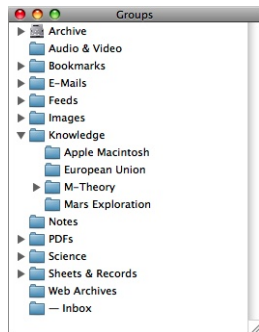 Groups
Archive
Audio & Video
Bookmarks
E-Mails
Feeds
Images
Knowledge
Apple Macintosh
European Union
M-Theory
Mars Exploration
Notes
PDFs
Science
Sheets & Records
Web Archives
— Inbox